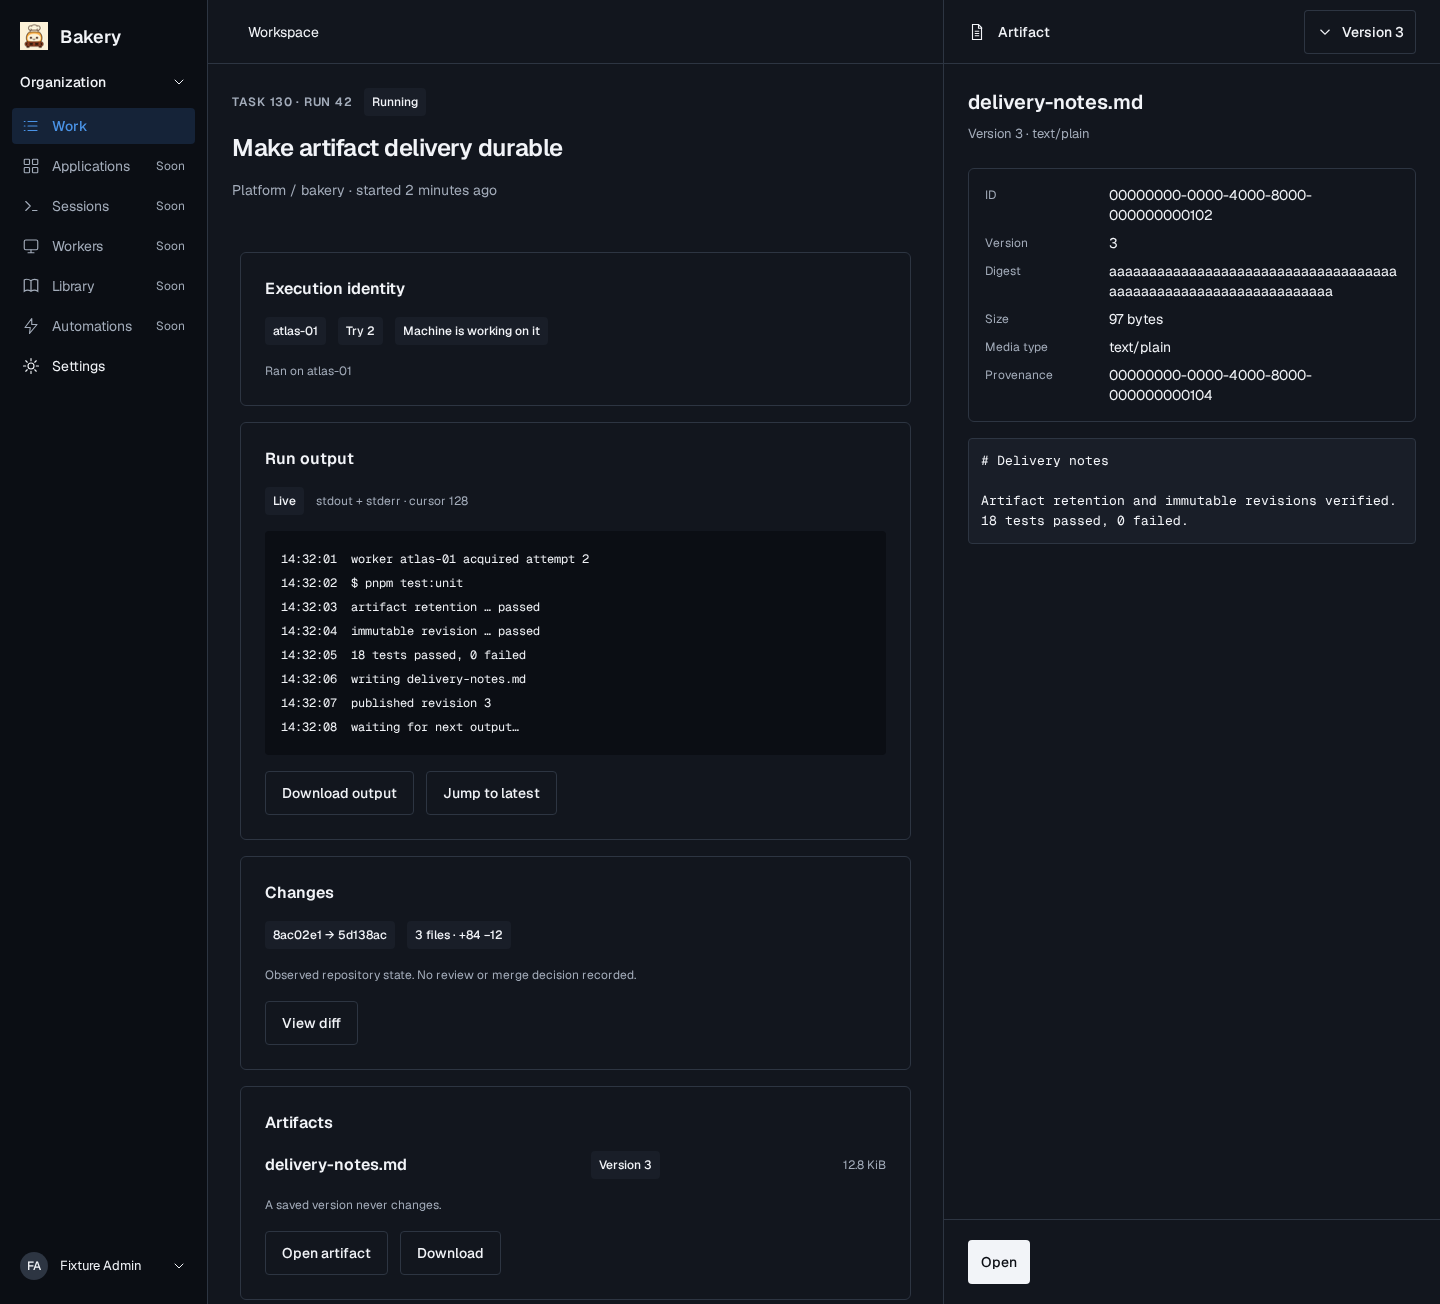 Bakery
Organization
Work
Applications Soon
Sessions Soon
Workers Soon
Library Soon
Automations Soon
Settings
Fixture Admin
FA
Workspace
TASK 130 · RUN 42 Running
Make artifact delivery durable
Platform / bakery · started 2 minutes ago
Execution identity
atlas-01 Try 2 Machine is working on it
Ran on atlas-01
Run output
Live stdout + stderr · cursor 128
14:32:01 worker atlas-01 acquired attempt 2
14:32:02 $ pnpm test:unit
14:32:03 artifact retention … passed
14:32:04 immutable revision … passed
14:32:05 18 tests passed, 0 failed
14:32:06 writing delivery-notes.md
14:32:07 published revision 3
14:32:08 waiting for next output…
Download output Jump to latest
Changes
8ac02e1 → 5d138ac 3 files · +84 −12
Observed repository state. No review or merge decision recorded.
View diff
Artifacts
delivery-notes.md Version 3 12.8 KiB
A saved version never changes.
Open artifact Download
Artifact Version 3
delivery-notes.md
Version 3 · text/plain
ID 00000000-0000-4000-8000-
000000000102
Version 3
Digest aaaaaaaaaaaaaaaaaaaaaaaaaaaaaaaaaaaa
aaaaaaaaaaaaaaaaaaaaaaaaaaaa
Size 97 bytes
Media type text/plain
Provenance 00000000-0000-4000-8000-
000000000104
# Delivery notes
Artifact retention and immutable revisions verified.
18 tests passed, 0 failed.
Open